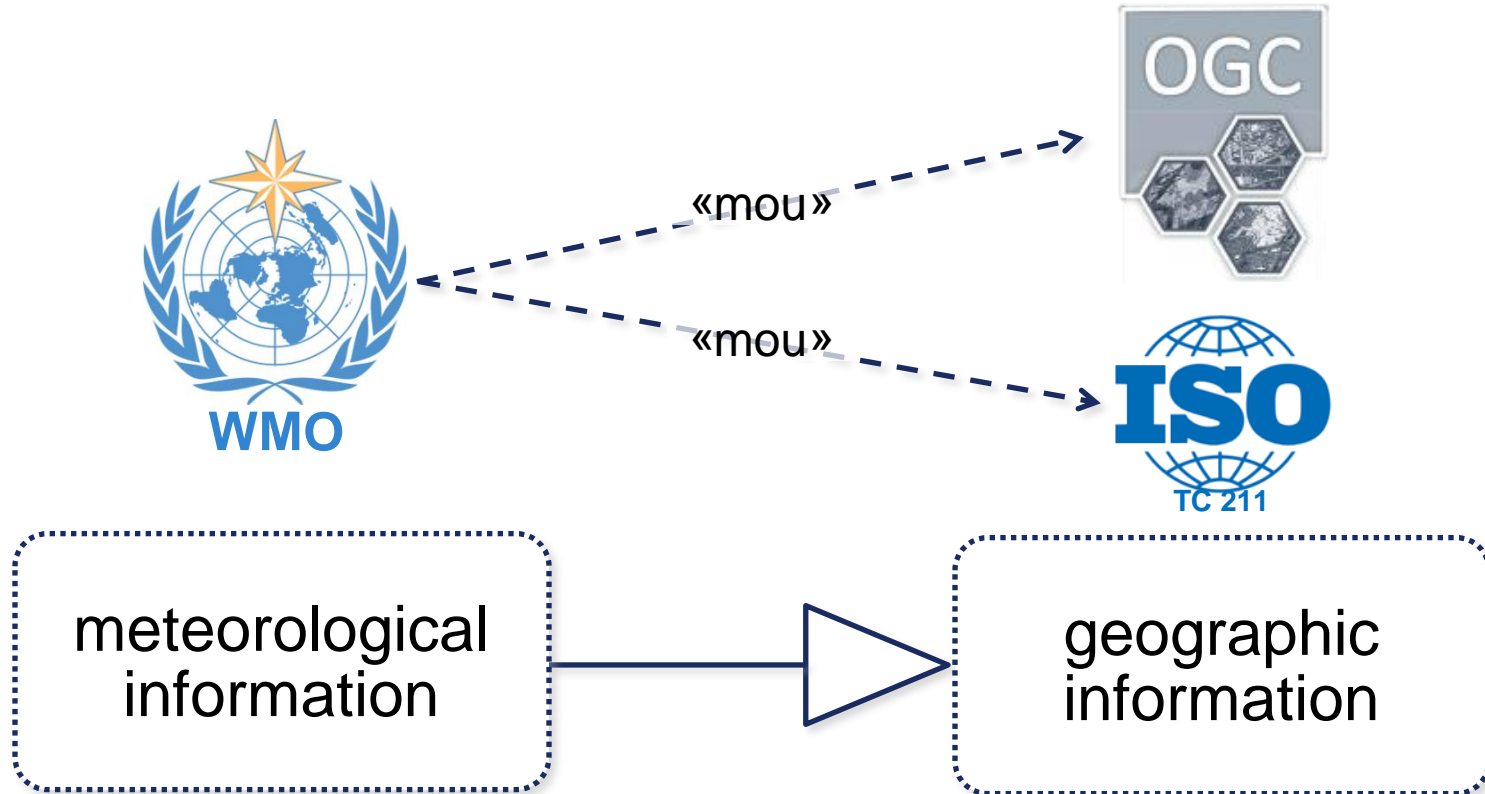 OGC
«mou»
«mou»
WMO
ISO
TC 211
meteorological
information
geographic
information